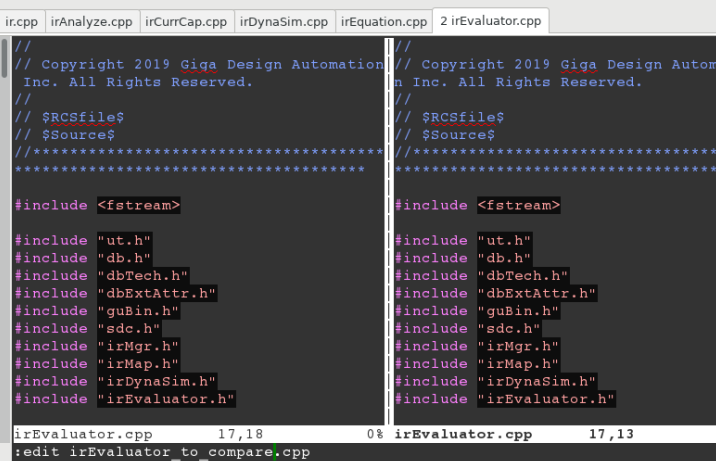 ir.cpp irAnalyze.cpp irCurrCap.cpp irDynaSim.cpp irEquation.cpp 2 irEvaluator.cpp
//
// Copyright 2019 Giga Design Automation
Inc. All Rights Reserved.
//
// $RCSfile$
// $Source$
//***************************************
***************************************
#include <fstream>
#include "ut.h"
#include "db.h"
#include "dbTech.h"
#include "dbExtAttr.h"
#include "guBin.h"
#include "sdc.h"
#include "irMgr.h"
#include "irMap.h"
#include "irDynaSim.h"
#include "irEvaluator.h"
irEvaluator.cpp 17,18 0%
//
// Copyright 2019 Giga Design Autom
n Inc. All Rights Reserved.
//
// $RCSfile$
// $Source$
//**********************************
************************************
#include <fstream>
#include "ut.h"
#include "db.h"
#include "dbTech.h"
#include "dbExtAttr.h"
#include "guBin.h"
#include "sdc.h"
#include "irMgr.h"
#include "irMap.h"
#include "irDynaSim.h"
#include "irEvaluator.h"
irEvaluator.cpp 17,13
:edit irEvaluator_to_compare.cpp